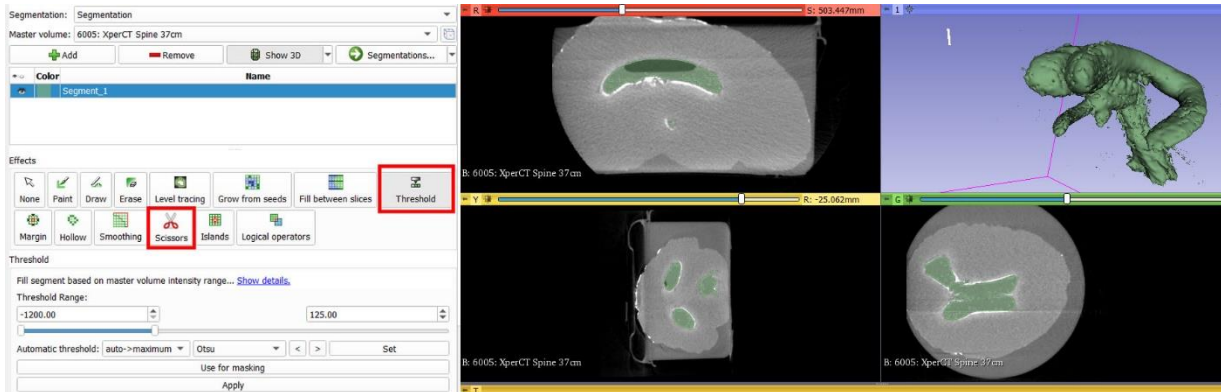 Segmentation: Segmentation
Master volume: 6005: XperCT Spine 37cm
Add Remove Show 3D Segmentations...
Color Name
Segment_1
Effects
None Paint Draw Erase Level tracing Grow from seeds Fill between slices Threshold
Margin Hollow Smoothing Scissors Islands Logical operators
Threshold
Fill segment based on master volume intensity range... Show details.
Threshold Range:
-1200.00 125.00
Automatic threshold: auto->maximum Otsu < > Set
Use for masking
Apply
R S: 503.447mm
B: 6005: XperCT Spine 37cm
1
Y R: -25.062mm
B: 6005: XperCT Spine 37cm
G
B: 6005: XperCT Spine 37cm
T